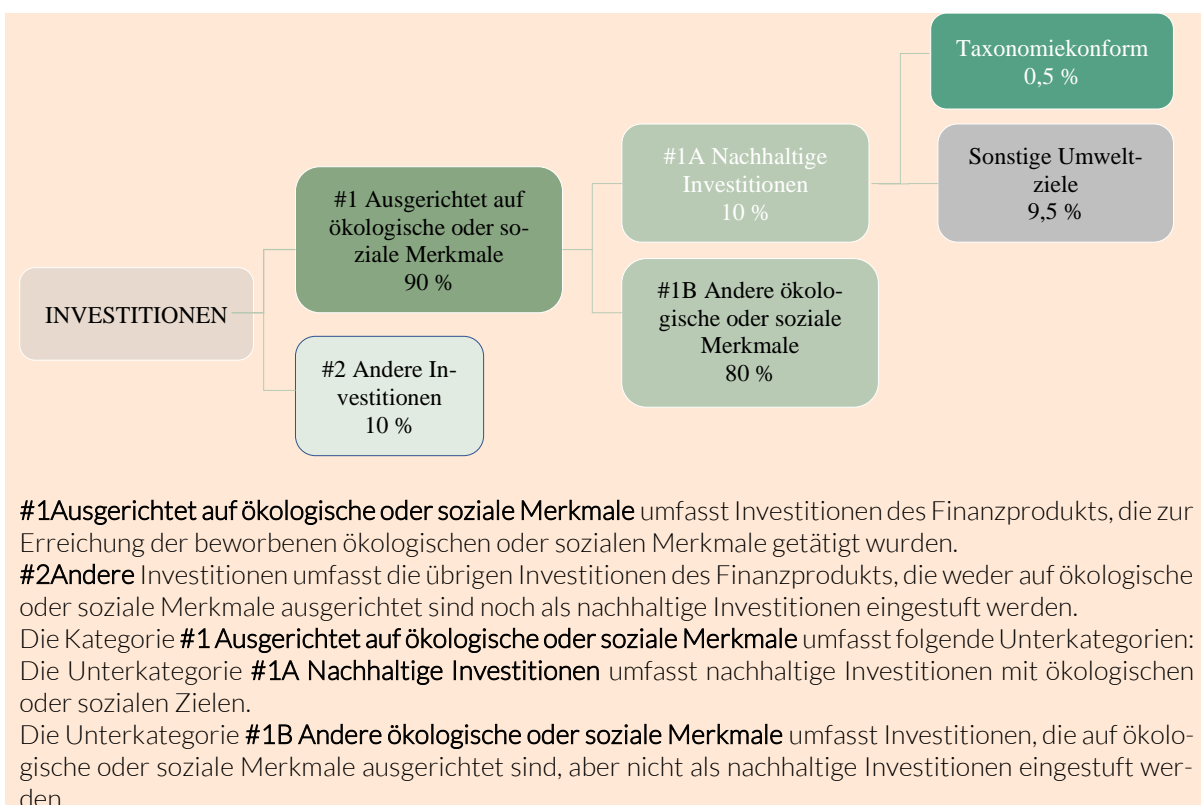 Taxonomiekonform
0,5 %
#1A Nachhaltige
Investitionen
10 %
Sonstige Umwelt-
ziele
9,5 %
#1 Ausgerichtet auf
ökologische oder so-
ziale Merkmale
90 %
#1B Andere ökolo-
gische oder soziale
Merkmale
80 %
INVESTITIONEN
#2 Andere In-
vestitionen
10 %
#1Ausgerichtet auf ökologische oder soziale Merkmale umfasst Investitionen des Finanzprodukts, die zur
Erreichung der beworbenen ökologischen oder sozialen Merkmale getätigt wurden.
#2Andere Investitionen umfasst die übrigen Investitionen des Finanzprodukts, die weder auf ökologische
oder soziale Merkmale ausgerichtet sind noch als nachhaltige Investitionen eingestuft werden.
Die Kategorie #1 Ausgerichtet auf ökologische oder soziale Merkmale umfasst folgende Unterkategorien:
Die Unterkategorie #1A Nachhaltige Investitionen umfasst nachhaltige Investitionen mit ökologischen
oder sozialen Zielen.
Die Unterkategorie #1B Andere ökologische oder soziale Merkmale umfasst Investitionen, die auf ökolo-
gische oder soziale Merkmale ausgerichtet sind, aber nicht als nachhaltige Investitionen eingestuft wer-
den